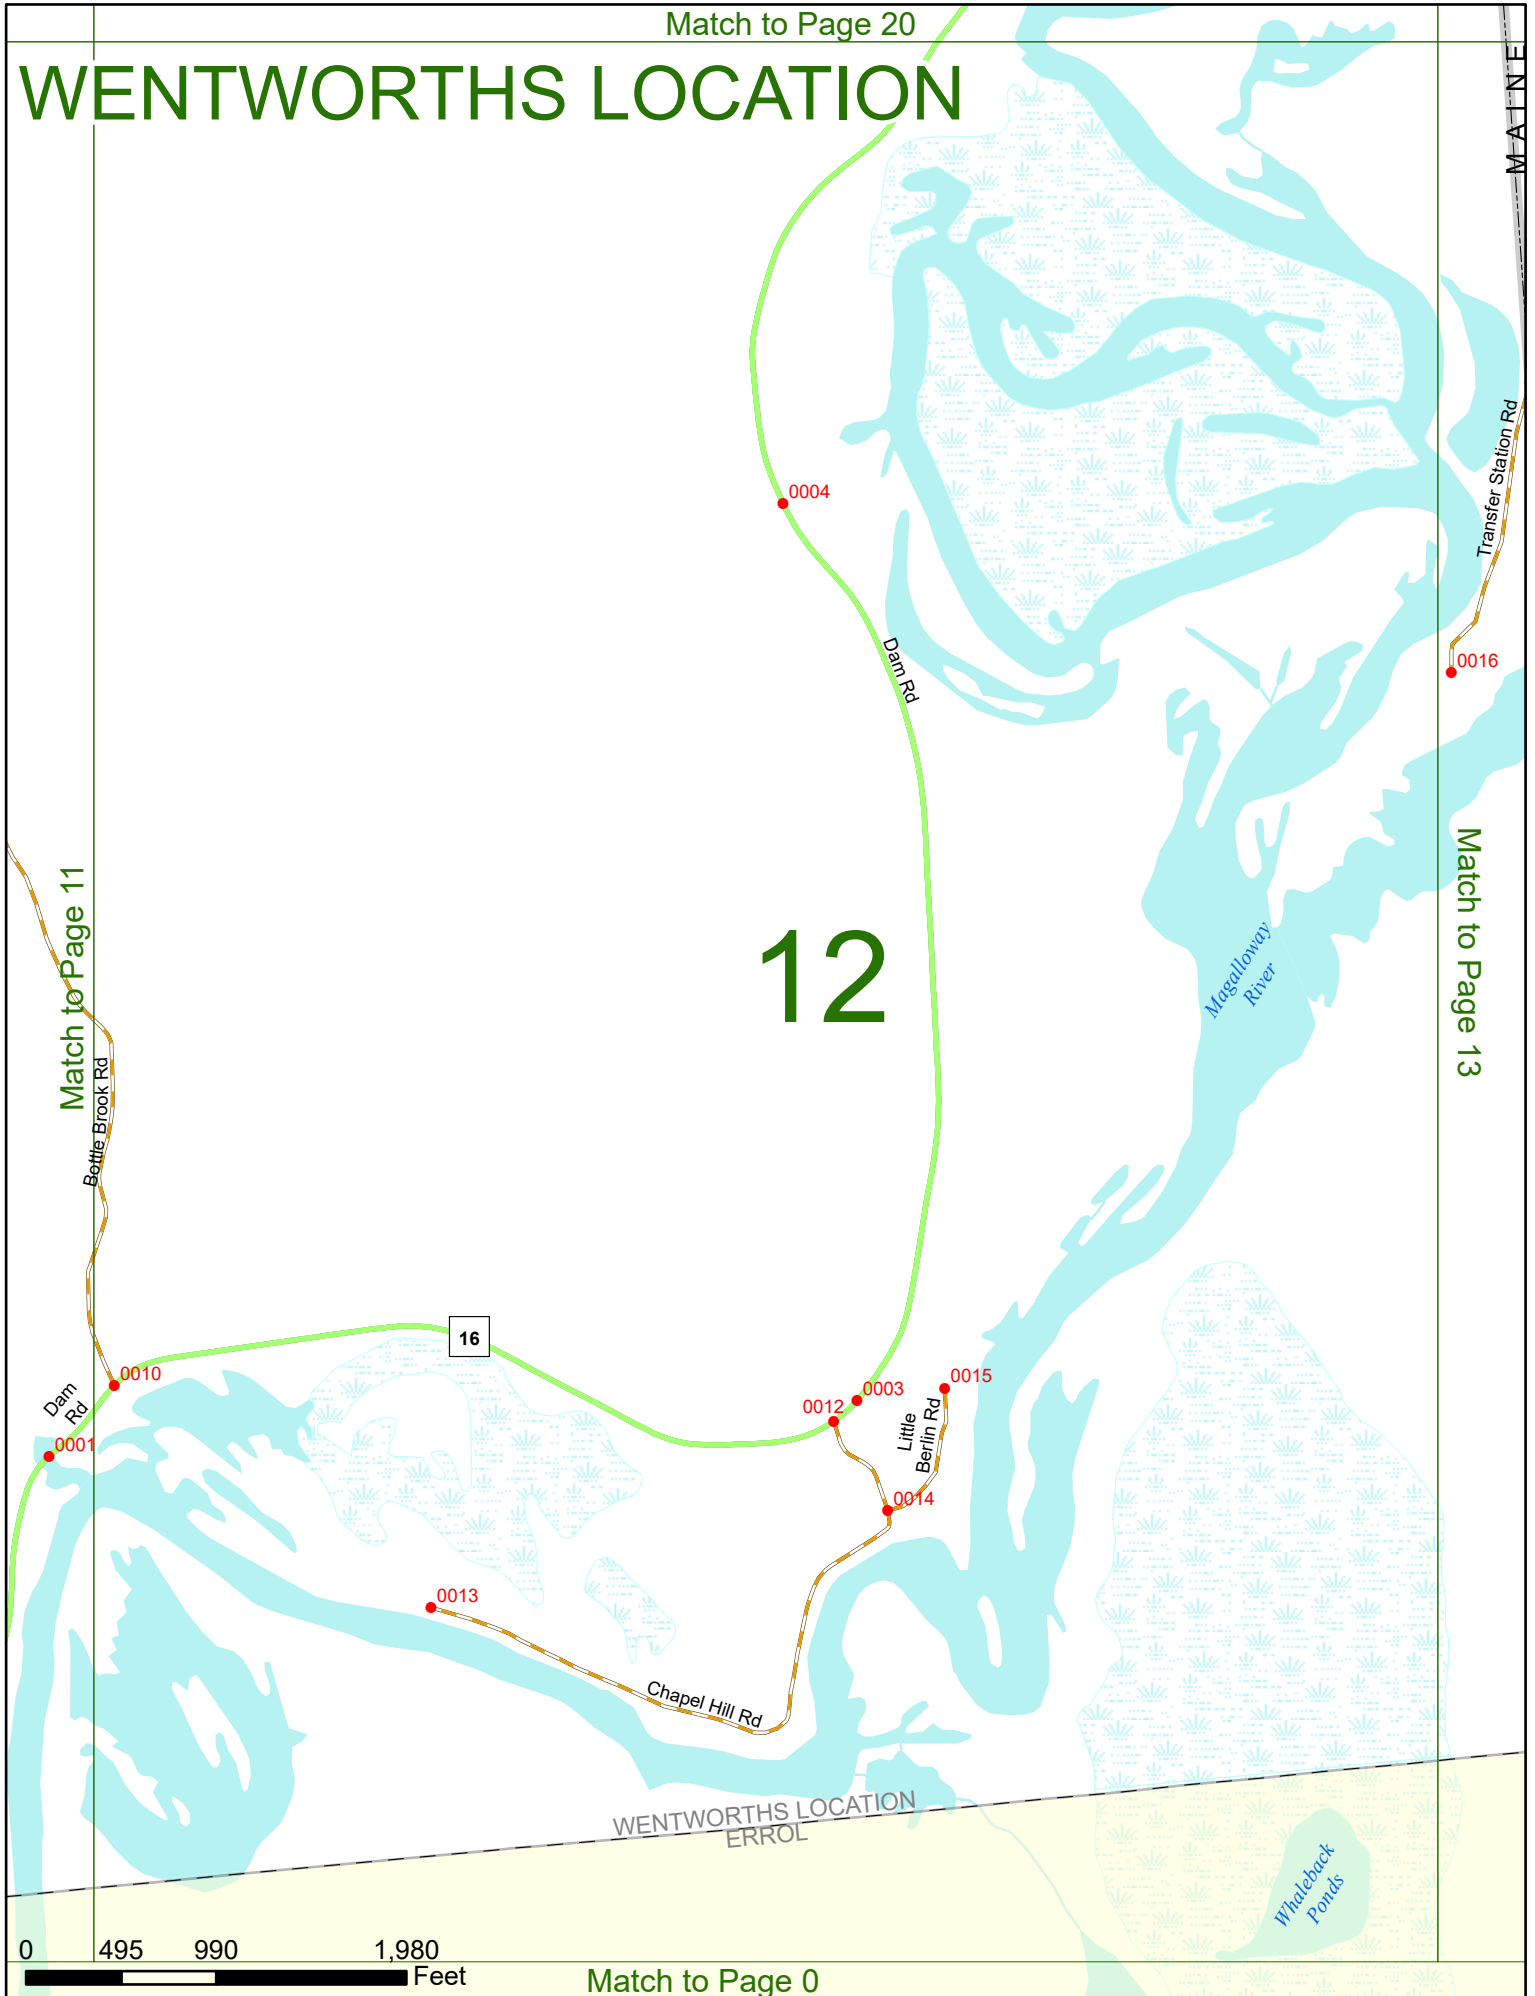 Match to Page 20
WENTWORTHS LOCATION
MAINE
0004
Transfer Station Rd
Dam Rd
0016
Match to Page 11
Match to Page 13
12
Magalloway
River
Bottle Brook Rd
16
0010
Dam
Rd
0003
0015
0012
Little
Berlin Rd
0001
0014
0013
Chapel Hill Rd
WENTWORTHS LOCATION
ERROL
Whaleback
Ponds
0 495 990 1,980
Feet
Match to Page 0